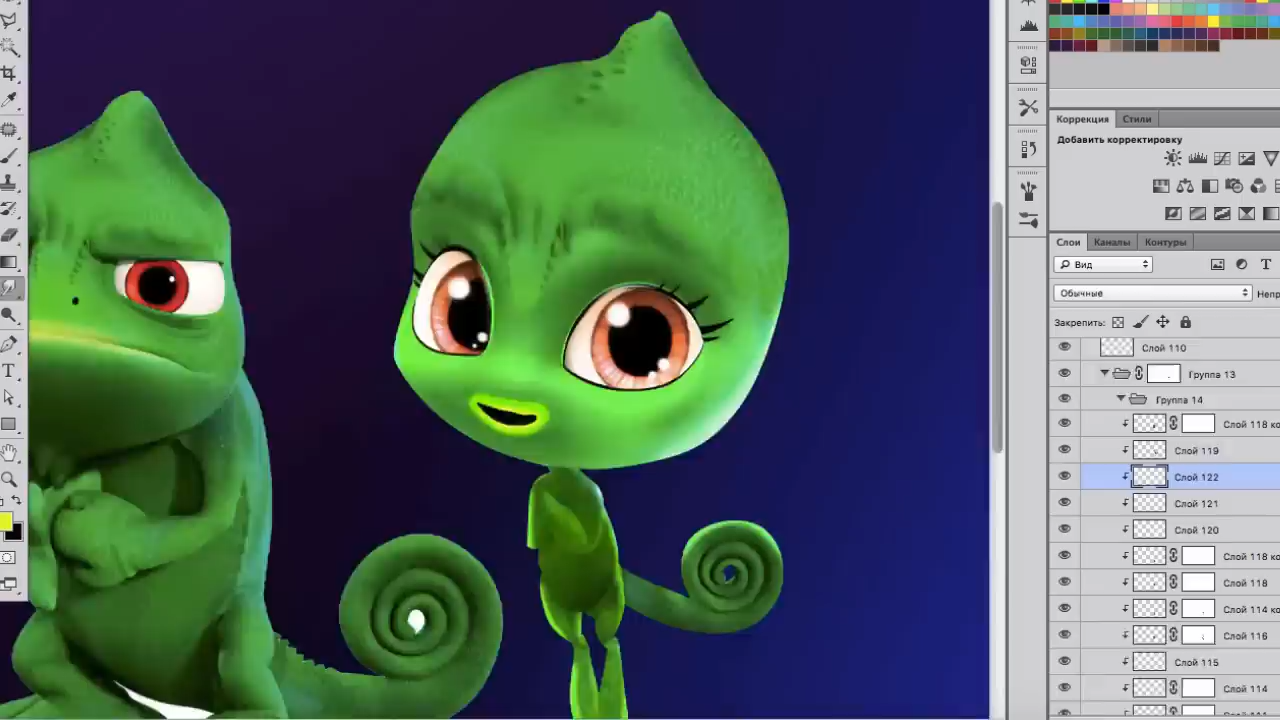 Коррекция Стили
Добавить корректировку
Слои Каналы Контуры
Вид
Обычные
Закрепить:
Слой 110
Группа 13
Группа 14
Слой 118 ко
Слой 119
Слой 122
Слой 121
Слой 120
Слой 118 ко
Слой 118
Слой 114 ко
Слой 116
Слой 115
Слой 114